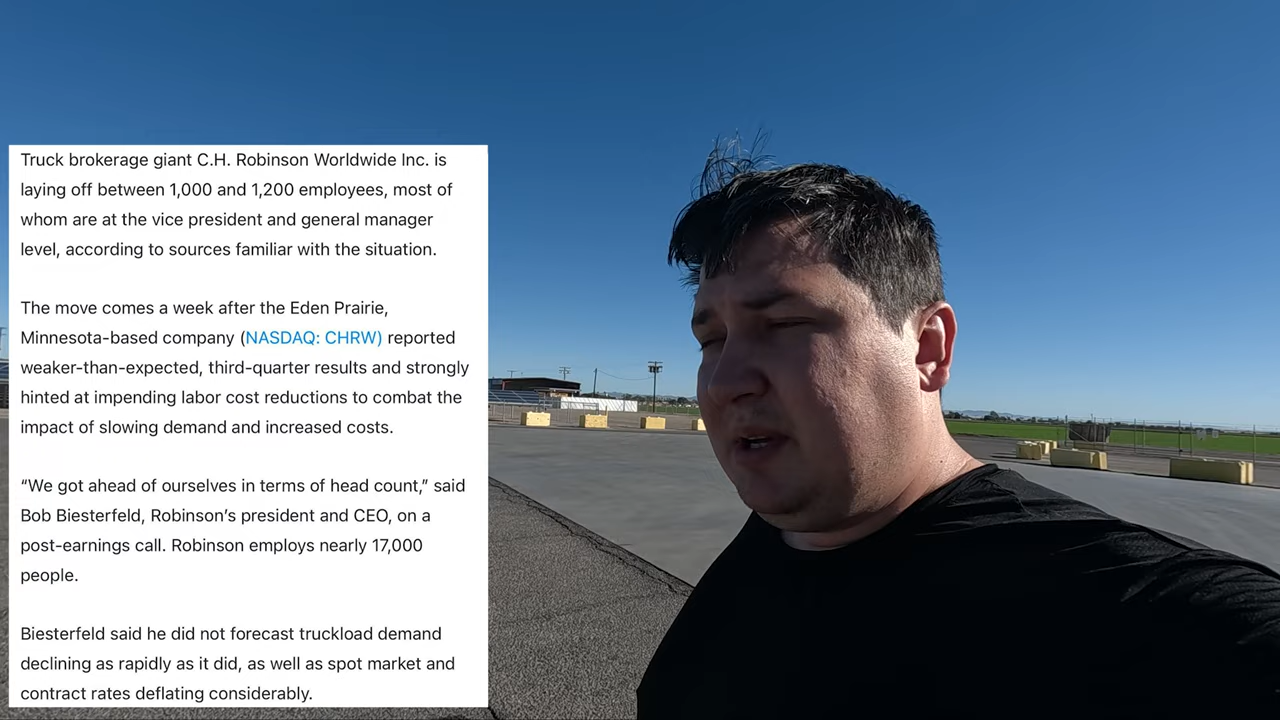 Truck brokerage giant C.H. Robinson Worldwide Inc. is
laying off between 1,000 and 1,200 employees, most of
whom are at the vice president and general manager
level, according to sources familiar with the situation.
The move comes a week after the Eden Prairie,
Minnesota-based company (NASDAQ: CHRW) reported
weaker-than-expected, third-quarter results and strongly
hinted at impending labor cost reductions to combat the
impact of slowing demand and increased costs.
“We got ahead of ourselves in terms of head count,” said
Bob Biesterfeld, Robinson’s president and CEO, on a
post-earnings call. Robinson employs nearly 17,000
people.
Biesterfeld said he did not forecast truckload demand
declining as rapidly as it did, as well as spot market and
contract rates deflating considerably.